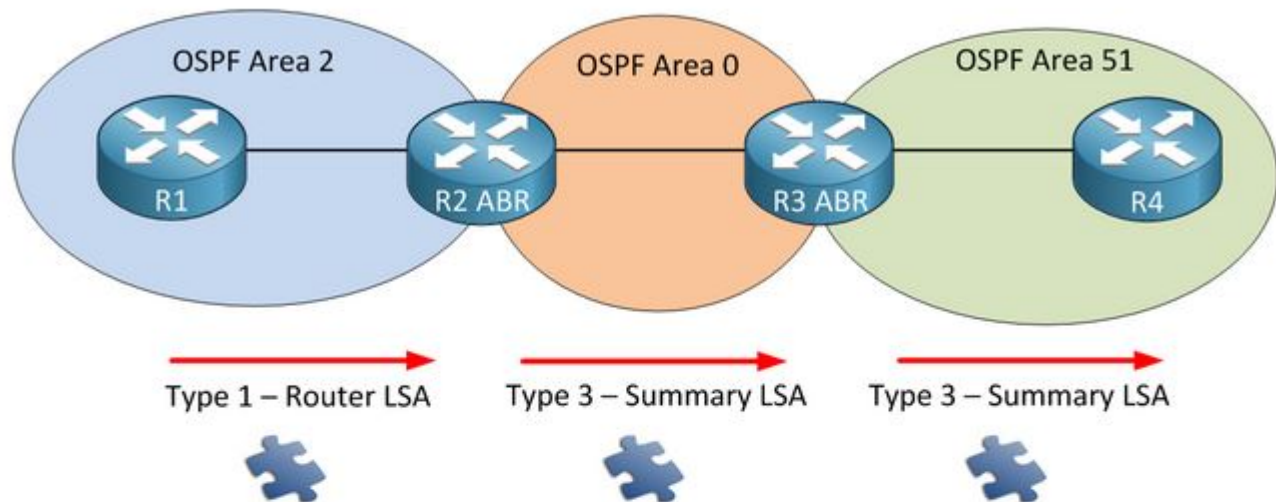 OSPF Area 2
OSPF Area 0
OSPF Area 51
R1
R2 ABR
R3 ABR
R4
Type 1 – Router LSA
Type 3 – Summary LSA
Type 3 – Summary LSA